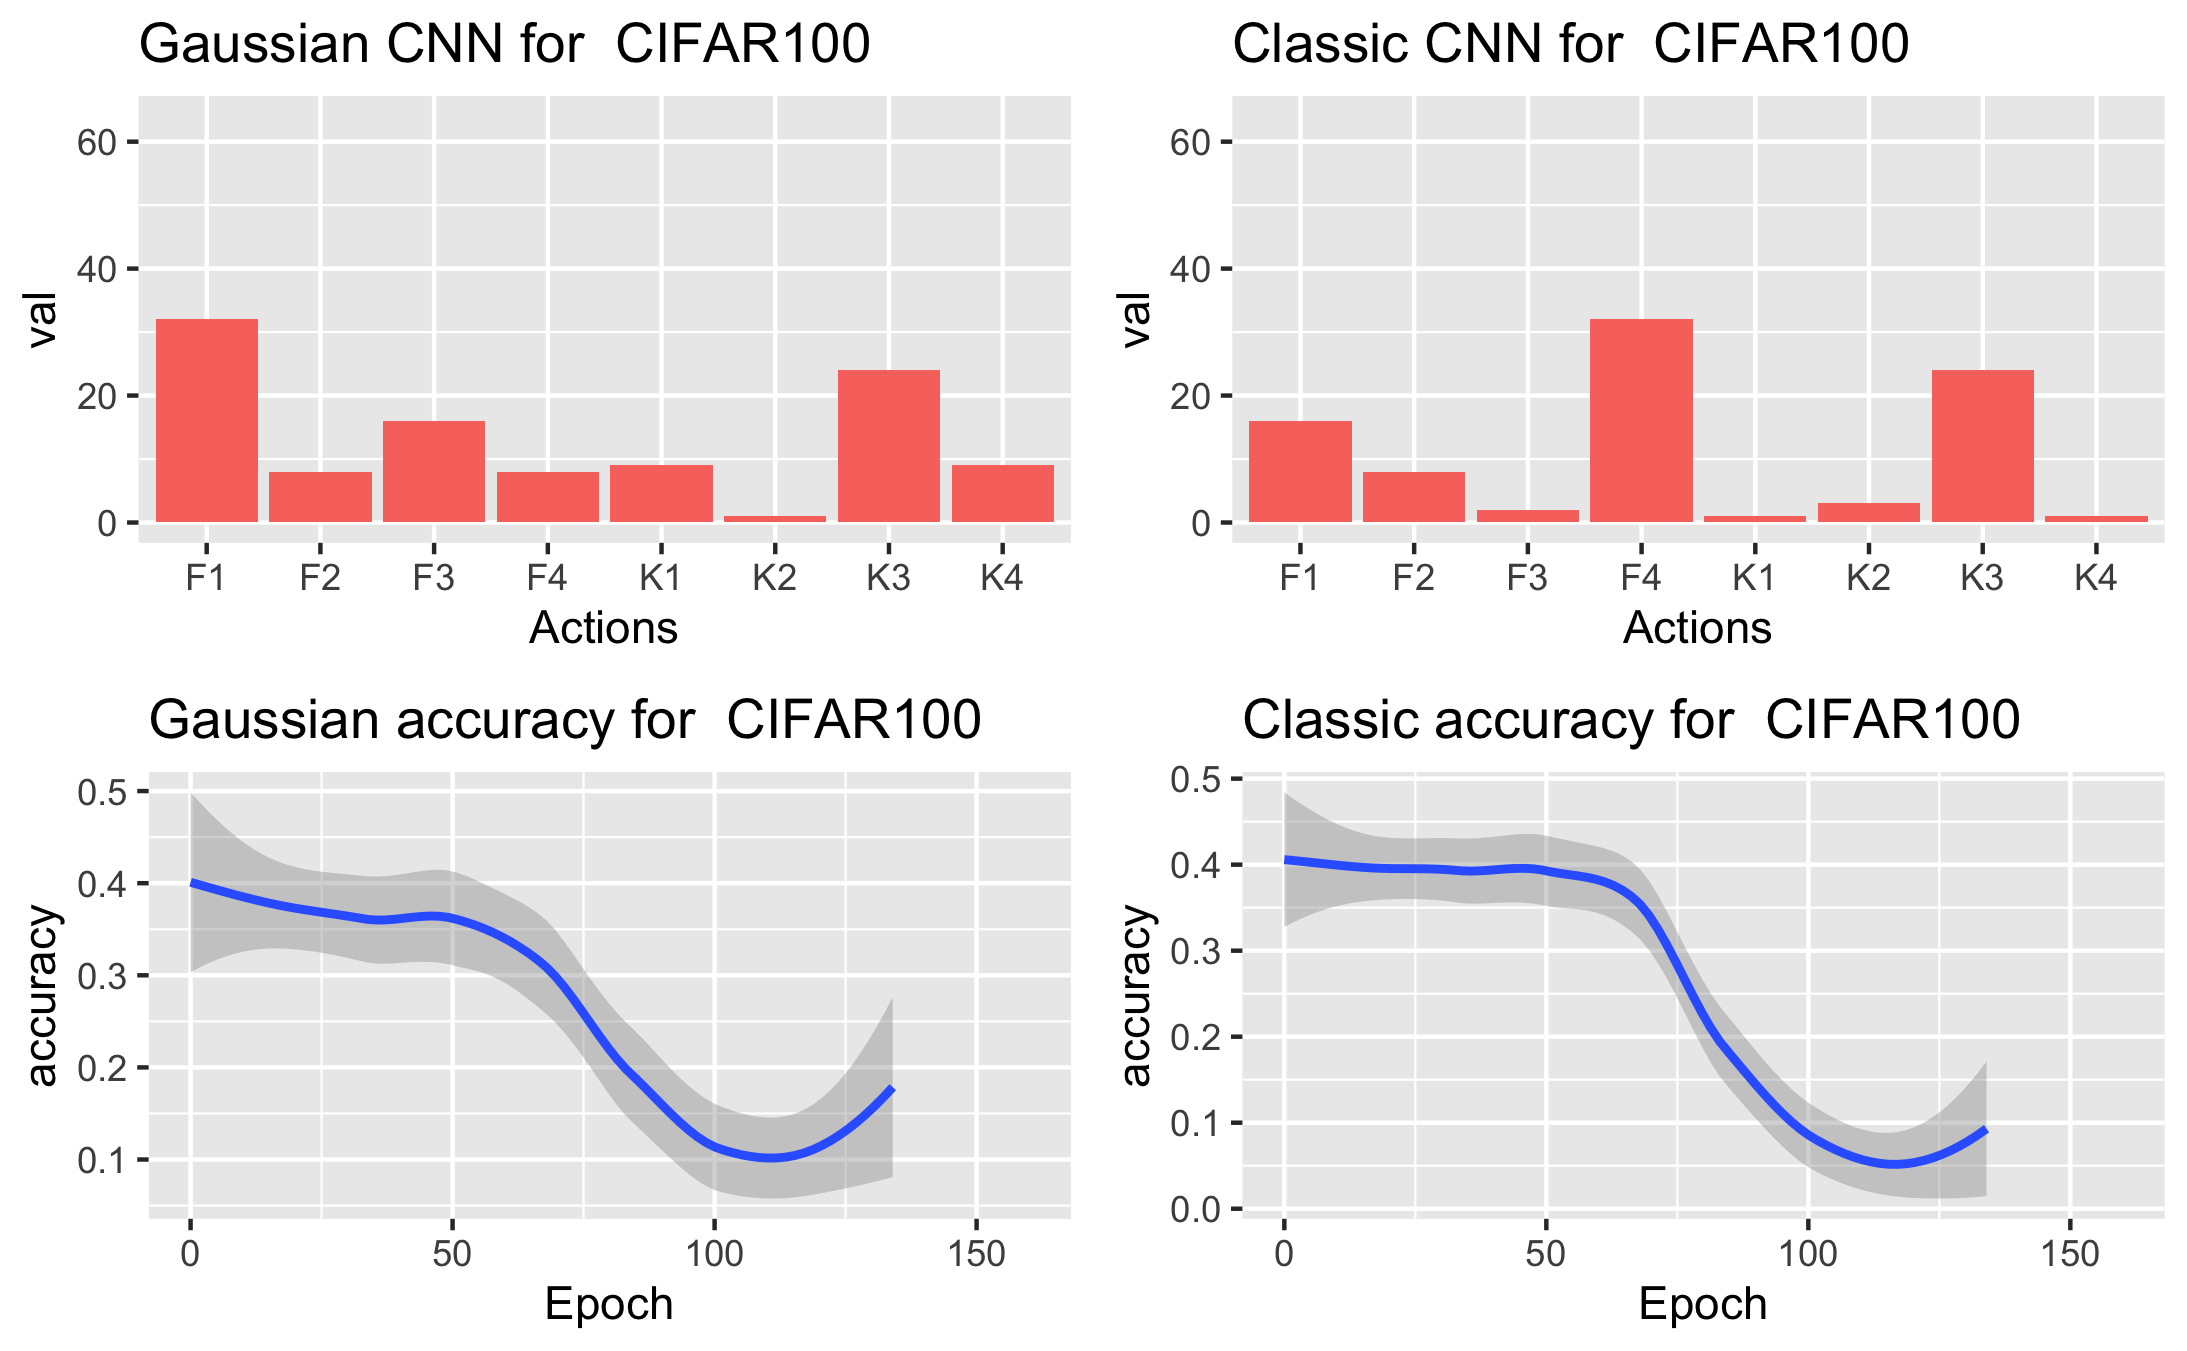 Gaussian CNN for  CIFAR100
60
40
20
0
val
F1 F2 F3 F4 K1 K2 K3 K4
Actions
Classic CNN for  CIFAR100
60
40
20
0
val
F1 F2 F3 F4 K1 K2 K3 K4
Actions
Gaussian accuracy for  CIFAR100
0.5
0.4
0.3
0.2
0.1
accuracy
0 50 100 150
Epoch
Classic accuracy for  CIFAR100
0.5
0.4
0.3
0.2
0.1
0.0
accuracy
0 50 100 150
Epoch